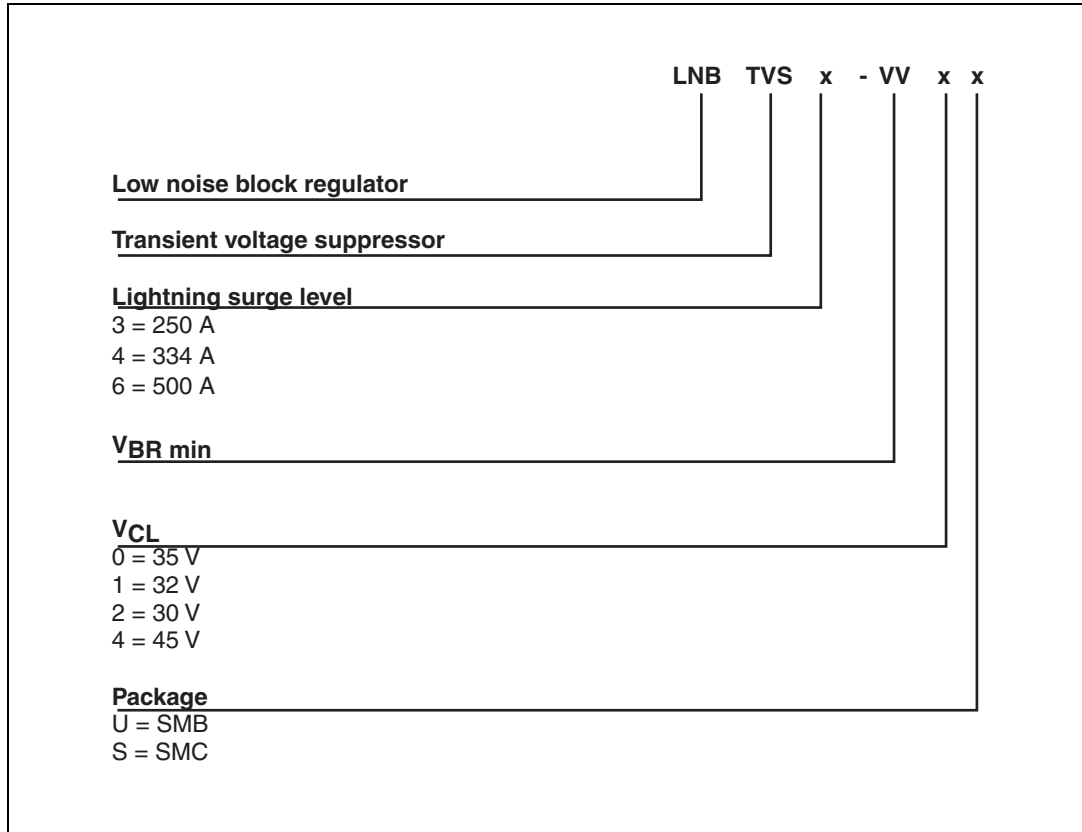 LNB TVS x - VV x x
Low noise block regulator
Transient voltage suppressor
Lightning surge level
3 = 250 A
4 = 334 A
6 = 500 A
VBR min
VCL
0 = 35 V
1 = 32 V
2 = 30 V
4 = 45 V
Package
U = SMB
S = SMC